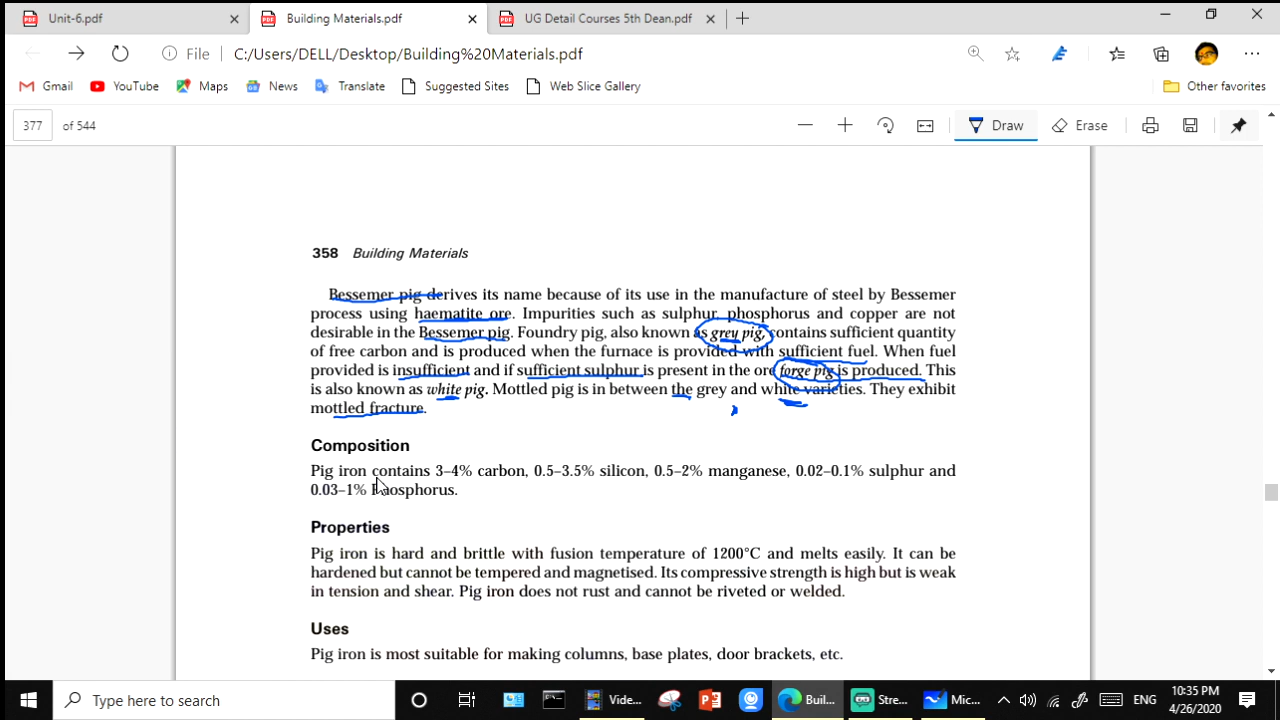 Unit-6.pdf
Building Materials.pdf
UG Detail Courses 5th Dean.pdf
File C:/Users/DELL/Desktop/Building%20Materials.pdf
Gmail YouTube Maps News Translate Suggested Sites Web Slice Gallery Other favorites
377 of 544 Draw Erase
358 Building Materials
Bessemer pig derives its name because of its use in the manufacture of steel by Bessemer
process using haematite ore. Impurities such as sulphur, phosphorus and copper are not
desirable in the Bessemer pig. Foundry pig, also known as grey pig, contains sufficient quantity
of free carbon and is produced when the furnace is provided with sufficient fuel. When fuel
provided is insufficient and if sufficient sulphur is present in the ore forge pig is produced. This
is also known as white pig. Mottled pig is in between the grey and white varieties. They exhibit
mottled fracture.
Composition
Pig iron contains 3–4% carbon, 0.5–3.5% silicon, 0.5–2% manganese, 0.02–0.1% sulphur and
0.03–1% Phosphorus.
Properties
Pig iron is hard and brittle with fusion temperature of 1200°C and melts easily. It can be
hardened but cannot be tempered and magnetised. Its compressive strength is high but is weak
in tension and shear. Pig iron does not rust and cannot be riveted or welded.
Uses
Pig iron is most suitable for making columns, base plates, door brackets, etc.
Type here to search
Vide...
Buil...
Stre...
Mic...
ENG
10:35 PM
4/26/2020